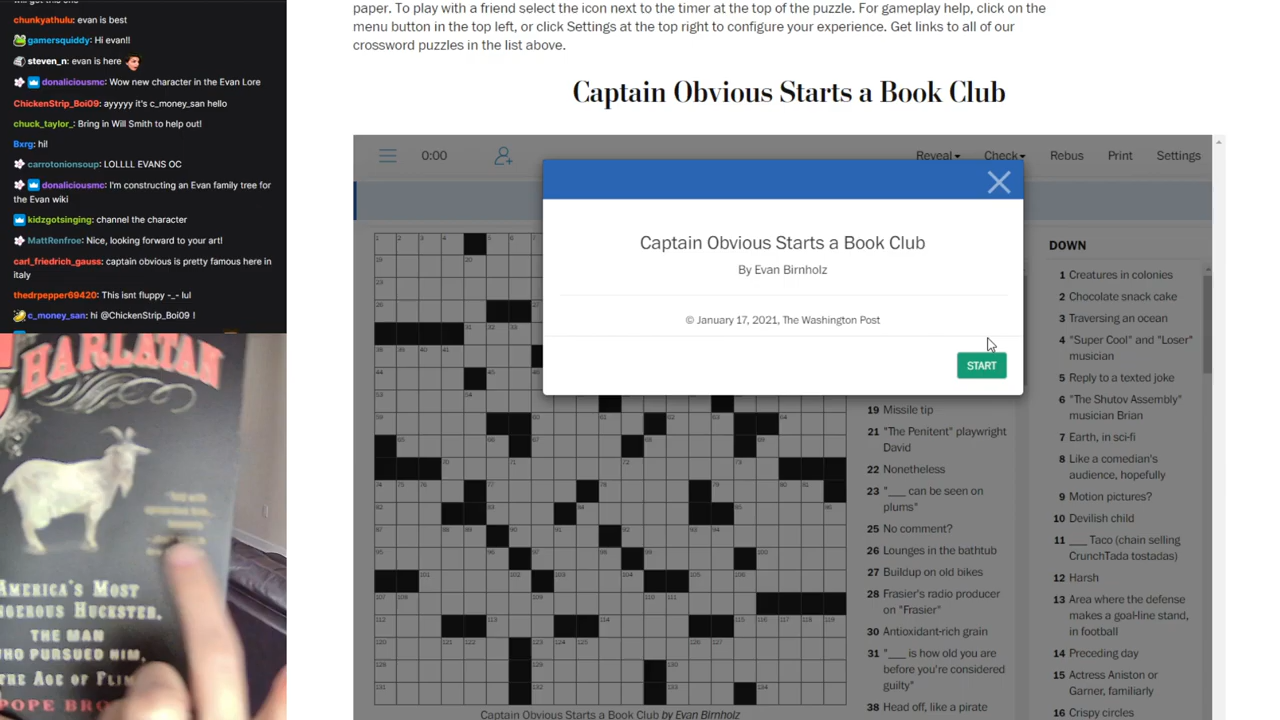 chunkyathulu: evan is best
gamersquiddy: Hi evan!!
steven_n: evan is here
donaliciousmc: Wow new character in the Evan Lore
ChickenStrip_Boi09: ayyyyy it's c_money_san hello
chuck_taylor_: Bring in Will Smith to help out!
Bxrg: hi!
carrotonionsoup: LOLLLL EVANS OC
donaliciousmc: I'm constructing an Evan family tree for
the Evan wiki
kidzgotsinging: channel the character
MattRenfroe: Nice, looking forward to your art!
carl_friedrich_gauss: captain obvious is pretty famous here in
italy
thedrpepper69420: This isnt fluppy -_- lul
c_money_san: hi @ChickenStrip_Boi09 !
CHARLATAN
AMERICA'S MOST
HUCKSTER,
THE MAN
PURSUED HIM,
THE AGE OF
POPE
paper. To play with a friend select the icon next to the timer at the top of the puzzle. For gameplay help, click on the
menu button in the top left, or click Settings at the top right to configure your experience. Get links to all of our
crossword puzzles in the list above.
Captain Obvious Starts a Book Club
0:00
Reveal Check Rebus Print Settings
Captain Obvious Starts a Book Club
By Evan Birnholz
© January 17, 2021, The Washington Post
START
19 Missile tip
21 "The Penitent" playwright
David
22 Nonetheless
23 "___ can be seen on
plums"
25 No comment?
26 Lounges in the bathtub
27 Buildup on old bikes
28 Frasier's radio producer
on "Frasier"
30 Antioxidant-rich grain
31 "___ is how old you are
before you're considered
guilty"
38 Head off, like a pirate
DOWN
1 Creatures in colonies
2 Chocolate snack cake
3 Traversing an ocean
4 "Super Cool" and "Loser"
musician
5 Reply to a texted joke
6 "The Shutov Assembly"
musician Brian
7 Earth, in sci-fi
8 Like a comedian's
audience, hopefully
9 Motion pictures?
10 Devilish child
11 ___ Taco (chain selling
CrunchTada tostadas)
12 Harsh
13 Area where the defense
makes a goal-line stand,
in football
14 Preceding day
15 Actress Aniston or
Garner, familiarly
16 Crispy circles
Captain Obvious Starts a Book Club by Evan Birnholz